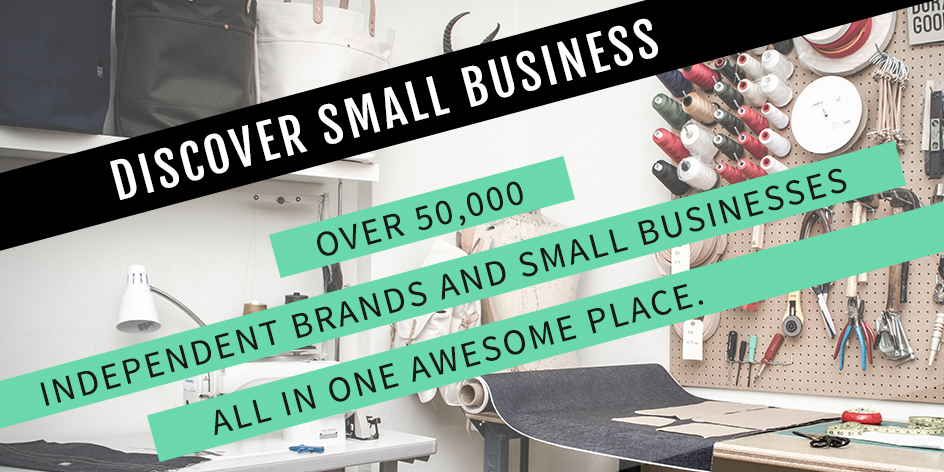 DISCOVER SMALL BUSINESS
OVER 50,000
INDEPENDENT BRANDS AND SMALL BUSINESSES
ALL IN ONE AWESOME PLACE.